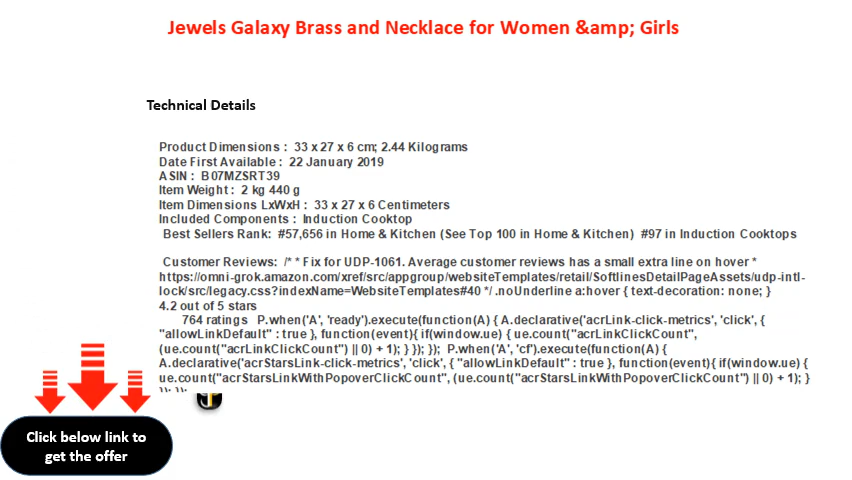 Jewels Galaxy Brass and Necklace for Women &amp; Girls
Technical Details
Product Dimensions : 33 x 27 x 6 cm; 2.44 Kilograms
Date First Available : 22 January 2019
ASIN : B07MZSRT39
Item Weight : 2 kg 440 g
Item Dimensions LxWxH : 33 x 27 x 6 Centimeters
Included Components : Induction Cooktop
Best Sellers Rank: #57,656 in Home & Kitchen (See Top 100 in Home & Kitchen) #97 in Induction Cooktops
Customer Reviews: /* * Fix for UDP-1061. Average customer reviews has a small extra line on hover *
https://omni-grok.amazon.com/xref/src/appgroup/websiteTemplates/retail/SoftlinesDetailPageAssets/udp-intl-
lock/src/legacy.css?indexName=WebsiteTemplates#40 */ .noUnderline a:hover { text-decoration: none; }
4.2 out of 5 stars
764 ratings P.when('A', 'ready').execute(function(A) { A.declarative('acrLink-click-metrics', 'click', {
"allowLinkDefault" : true }, function(event){ if(window.ue) { ue.count("acrLinkClickCount",
(ue.count("acrLinkClickCount") || 0) + 1); } }); }); P.when('A', 'cf').execute(function(A) {
A.declarative('acrStarsLink-click-metrics', 'click', { "allowLinkDefault" : true }, function(event){ if(window.ue) {
ue.count("acrStarsLinkWithPopoverClickCount", (ue.count("acrStarsLinkWithPopoverClickCount") || 0) + 1); }
}); });
Click below link to
get the offer